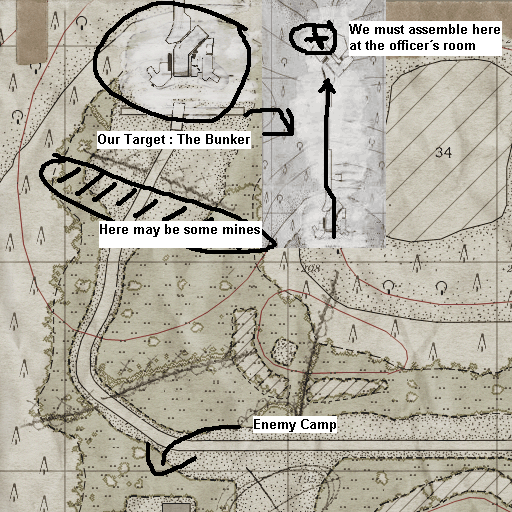 We must assemble here
at the officer´s room
Our Target : The Bunker
34
Here may be some mines
208
Enemy Camp